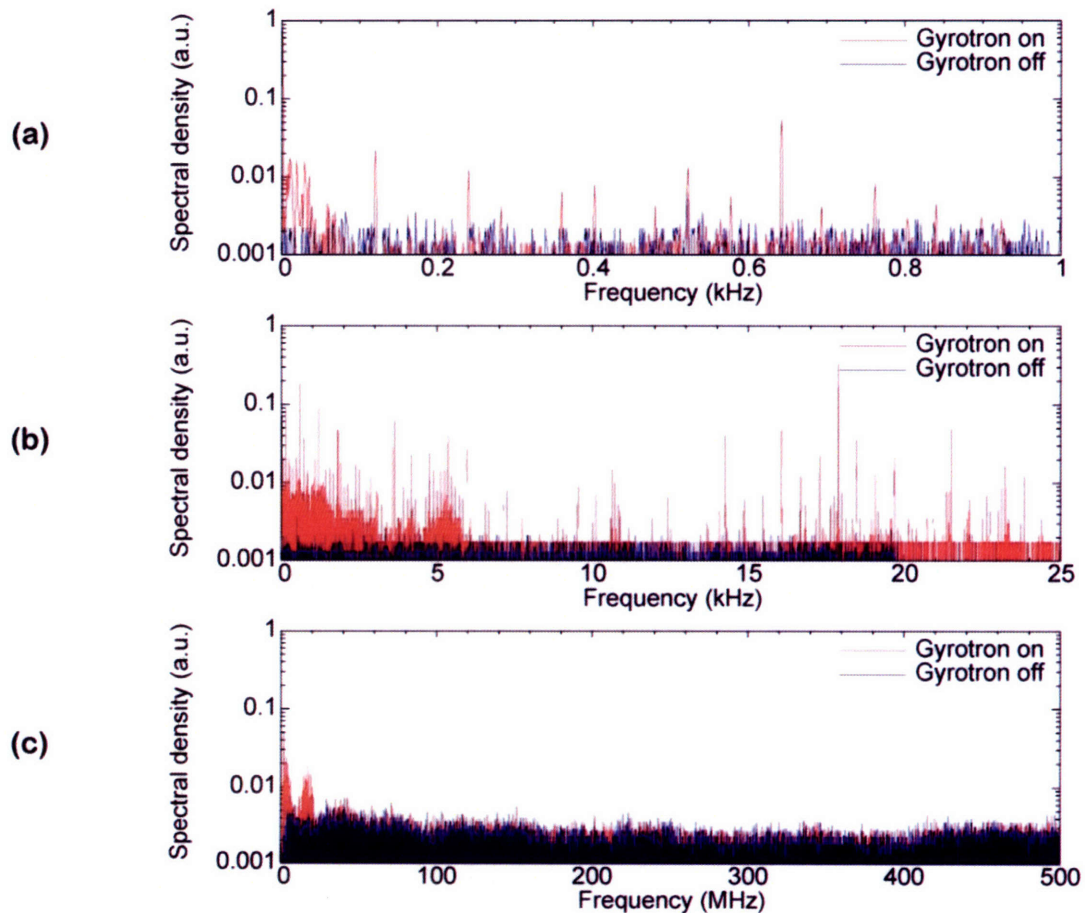 (a)
Spectral density (a.u.)
1
0.1
0.01
0.001
Gyrotron on
Gyrotron off
0 0.2 0.4 0.6 0.8 1
Frequency (kHz)
(b)
Spectral density (a.u.)
1
0.1
0.01
0.001
Gyrotron on
Gyrotron off
0 5 10 15 20 25
Frequency (kHz)
(c)
Spectral density (a.u.)
1
0.1
0.01
0.001
Gyrotron on
Gyrotron off
0 100 200 300 400 500
Frequency (MHz)